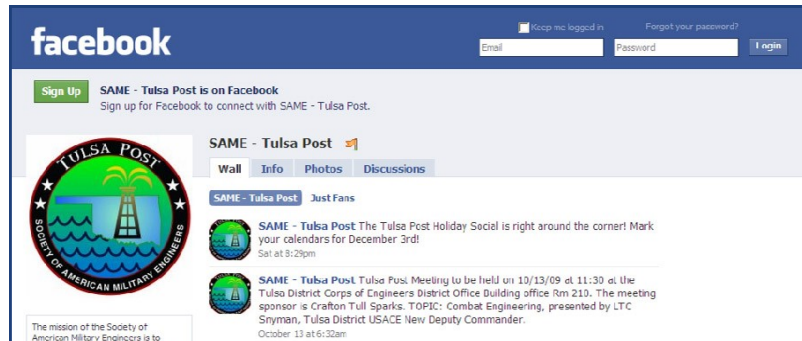 facebook
Keep me logged in
Forgot your password?
Email
Password
Login
Sign Up
SAME - Tulsa Post is on Facebook
Sign up for Facebook to connect with SAME - Tulsa Post.
TULSA POST
SOCIETY OF AMERICAN MILITARY ENGINEERS
SAME - Tulsa Post
Wall Info Photos Discussions
SAME - Tulsa Post Just Fans
SAME - Tulsa Post The Tulsa Post Holiday Social is right around the corner! Mark
your calendars for December 3rd!
Sat at 8:29pm
SAME - Tulsa Post Tulsa Post Meeting to be held on 10/13/09 at 11:30 at the
Tulsa District Corps of Engineers District Office Building office Rm 210. The meeting
sponsor is Crafton Tull Sparks. TOPIC: Combat Engineering, presented by LTC
Snyman, Tulsa District USACE New Deputy Commander.
October 13 at 6:32am
The mission of the Society of
American Military Engineers is to